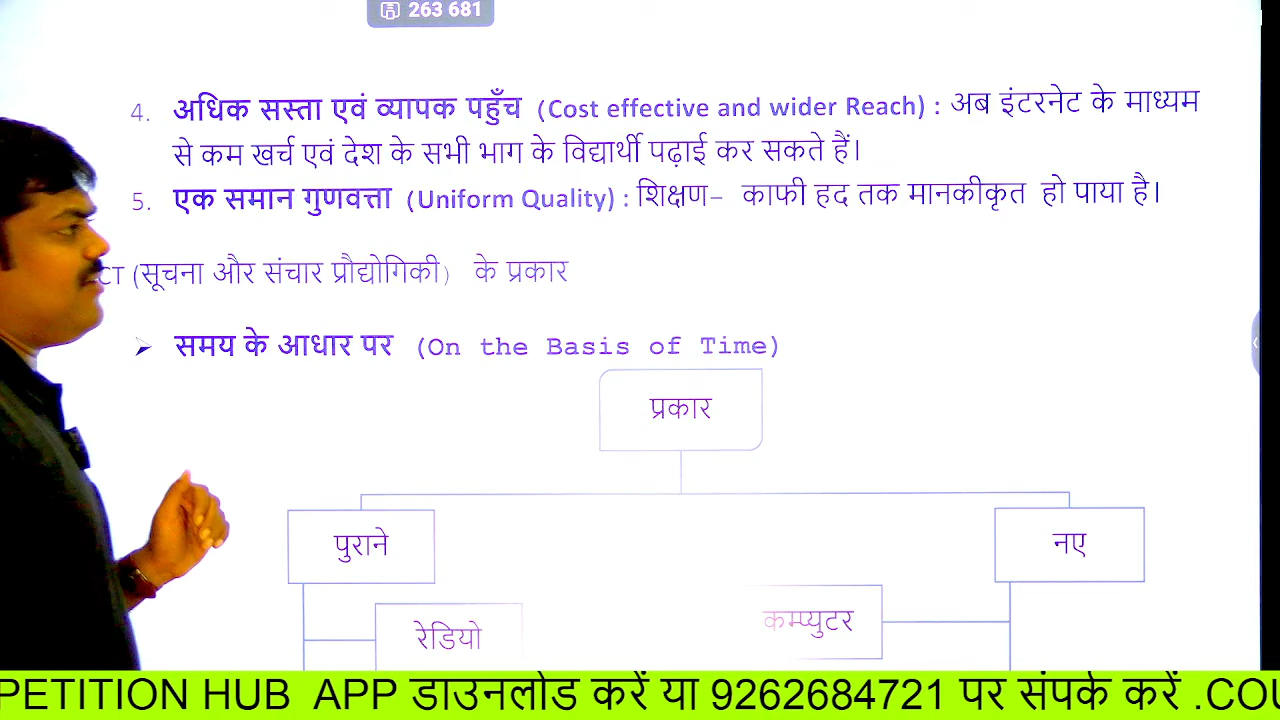 263 681
4. अधिक सस्ता एवं व्यापक पहुँच (Cost effective and wider Reach) : अब इंटरनेट के माध्यम
से कम खर्च एवं देश के सभी भाग के विद्यार्थी पढ़ाई कर सकते हैं।
5. एक समान गुणवत्ता (Uniform Quality) : शिक्षण– काफी हद तक मानकीकृत हो पाया है।
CT (सूचना और संचार प्रौद्योगिकी) के प्रकार
➢ समय के आधार पर (On the Basis of Time)
प्रकार
पुराने
नए
रेडियो
कम्प्युटर
PETITION HUB APP डाउनलोड करें या 9262684721 पर संपर्क करें .COU